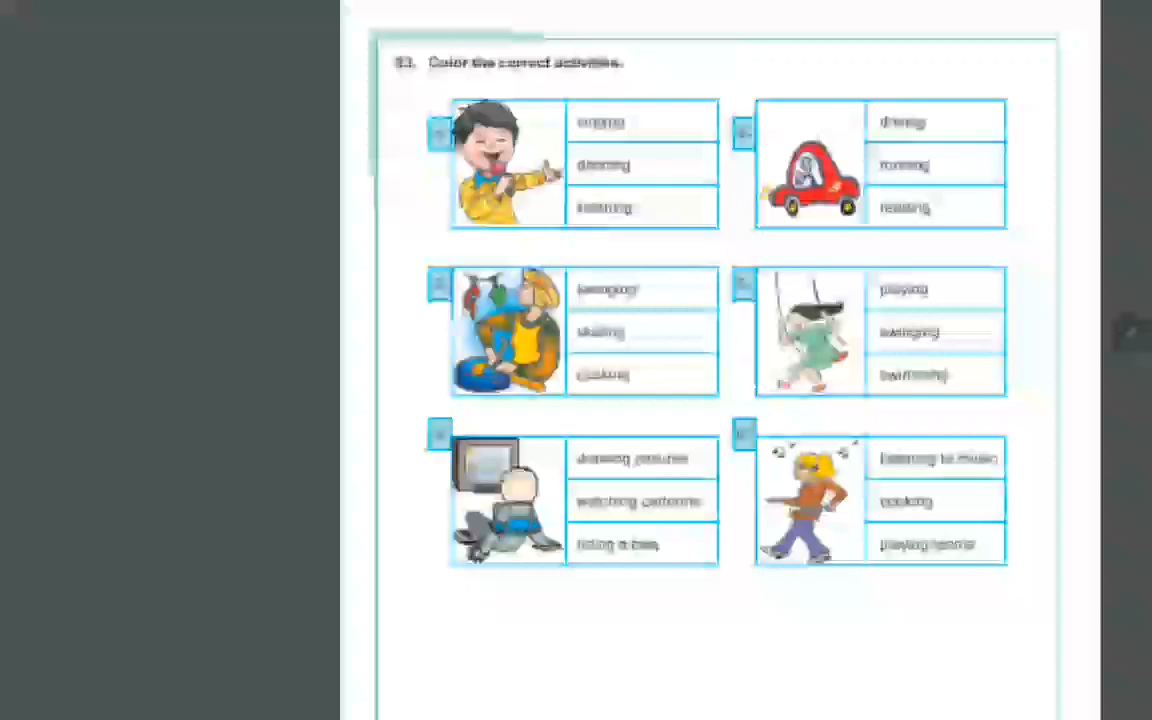 Color the correct activities.
singing
dancing
listening
driving
running
reading
skating
cooking
playing
swinging
swimming
drawing pictures
watching cartoons
riding a bike
listening to music
cooking
playing tennis